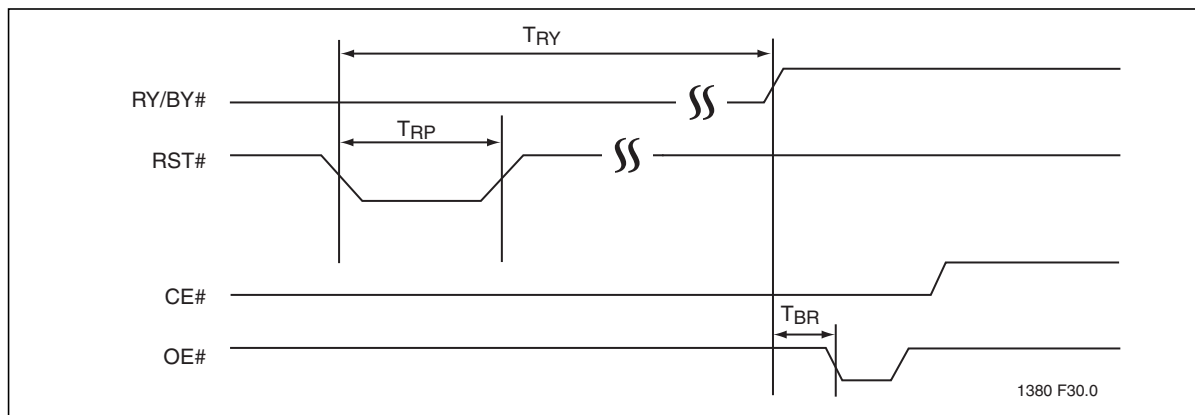 TRY
RY/BY#
TRP
RST#
CE#
TBR
OE#
1380 F30.0